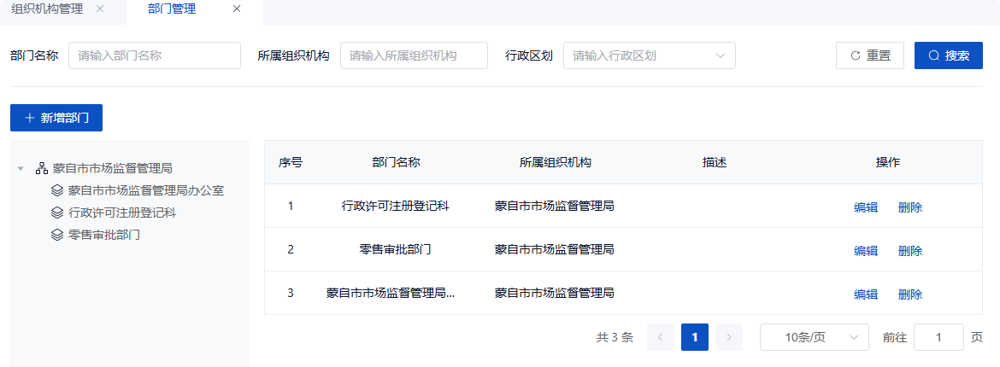 组织机构管理 部门管理
部门名称 请输入部门名称 所属组织机构 请输入所属组织机构 行政区划 请输入行政区划 重置 搜索
新增部门
蒙自市市场监督管理局
蒙自市市场监督管理局办公室
行政许可注册登记科
零售审批部门
序号 部门名称 所属组织机构 描述 操作
1 行政许可注册登记科 蒙自市市场监督管理局 编辑 删除
2 零售审批部门 蒙自市市场监督管理局 编辑 删除
3 蒙自市市场监督管理局... 蒙自市市场监督管理局 编辑 删除
共 3 条 1 10条/页 前往 1 页